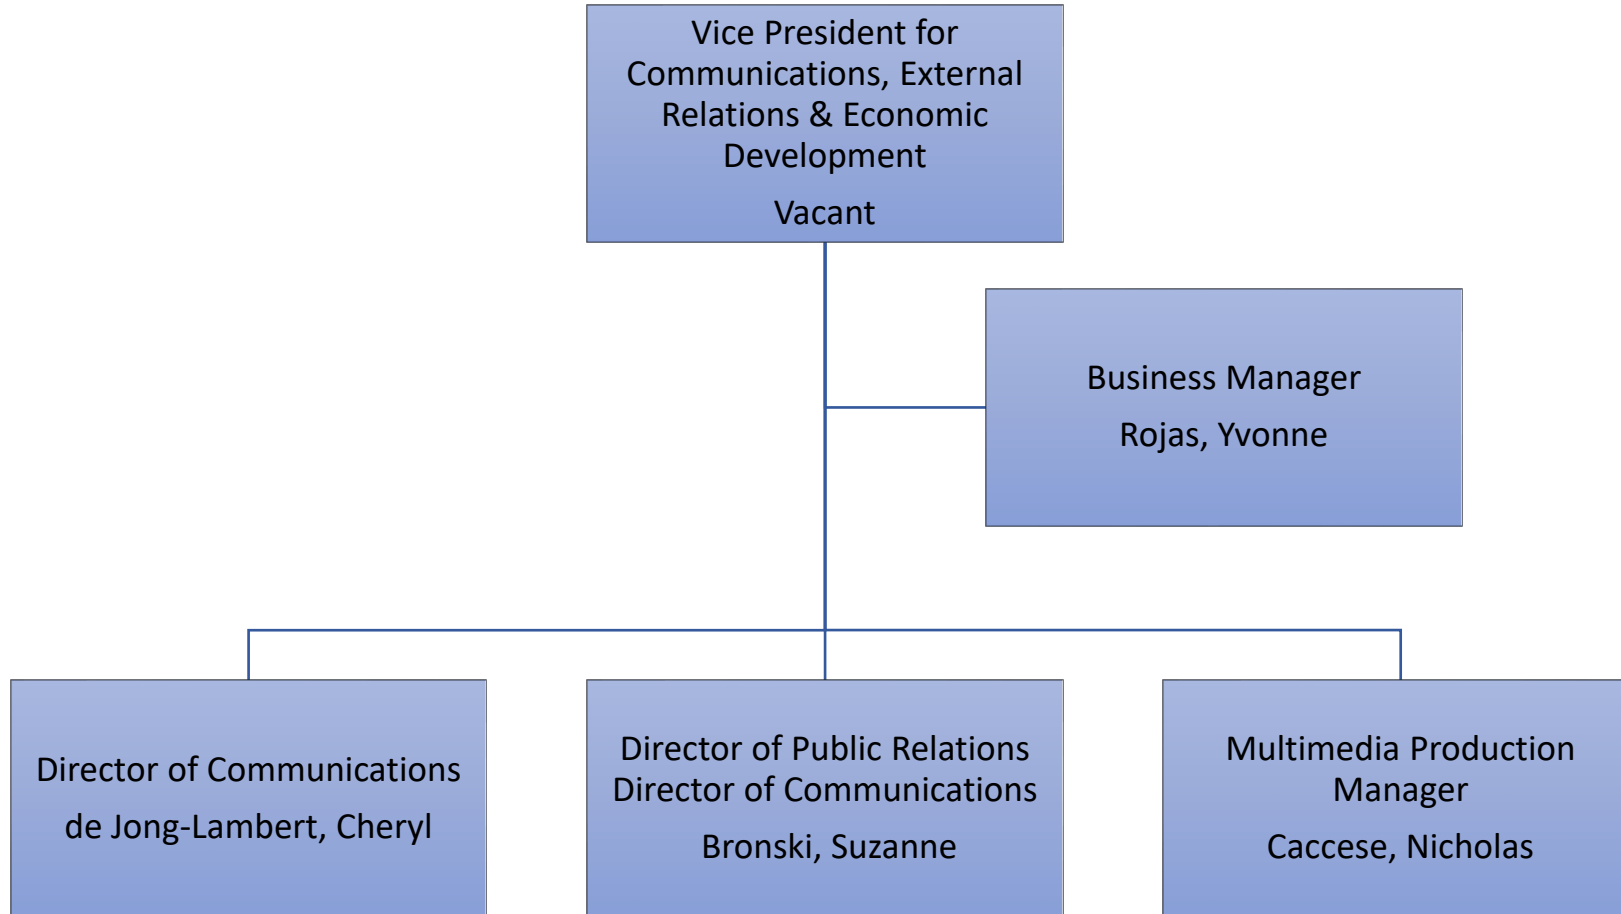 Vice President for
Communications, External
Relations & Economic
Development
Vacant
Business Manager
Rojas, Yvonne
Director of Communications
de Jong-Lambert, Cheryl
Director of Public Relations
Director of Communications
Bronski, Suzanne
Multimedia Production
Manager
Caccese, Nicholas